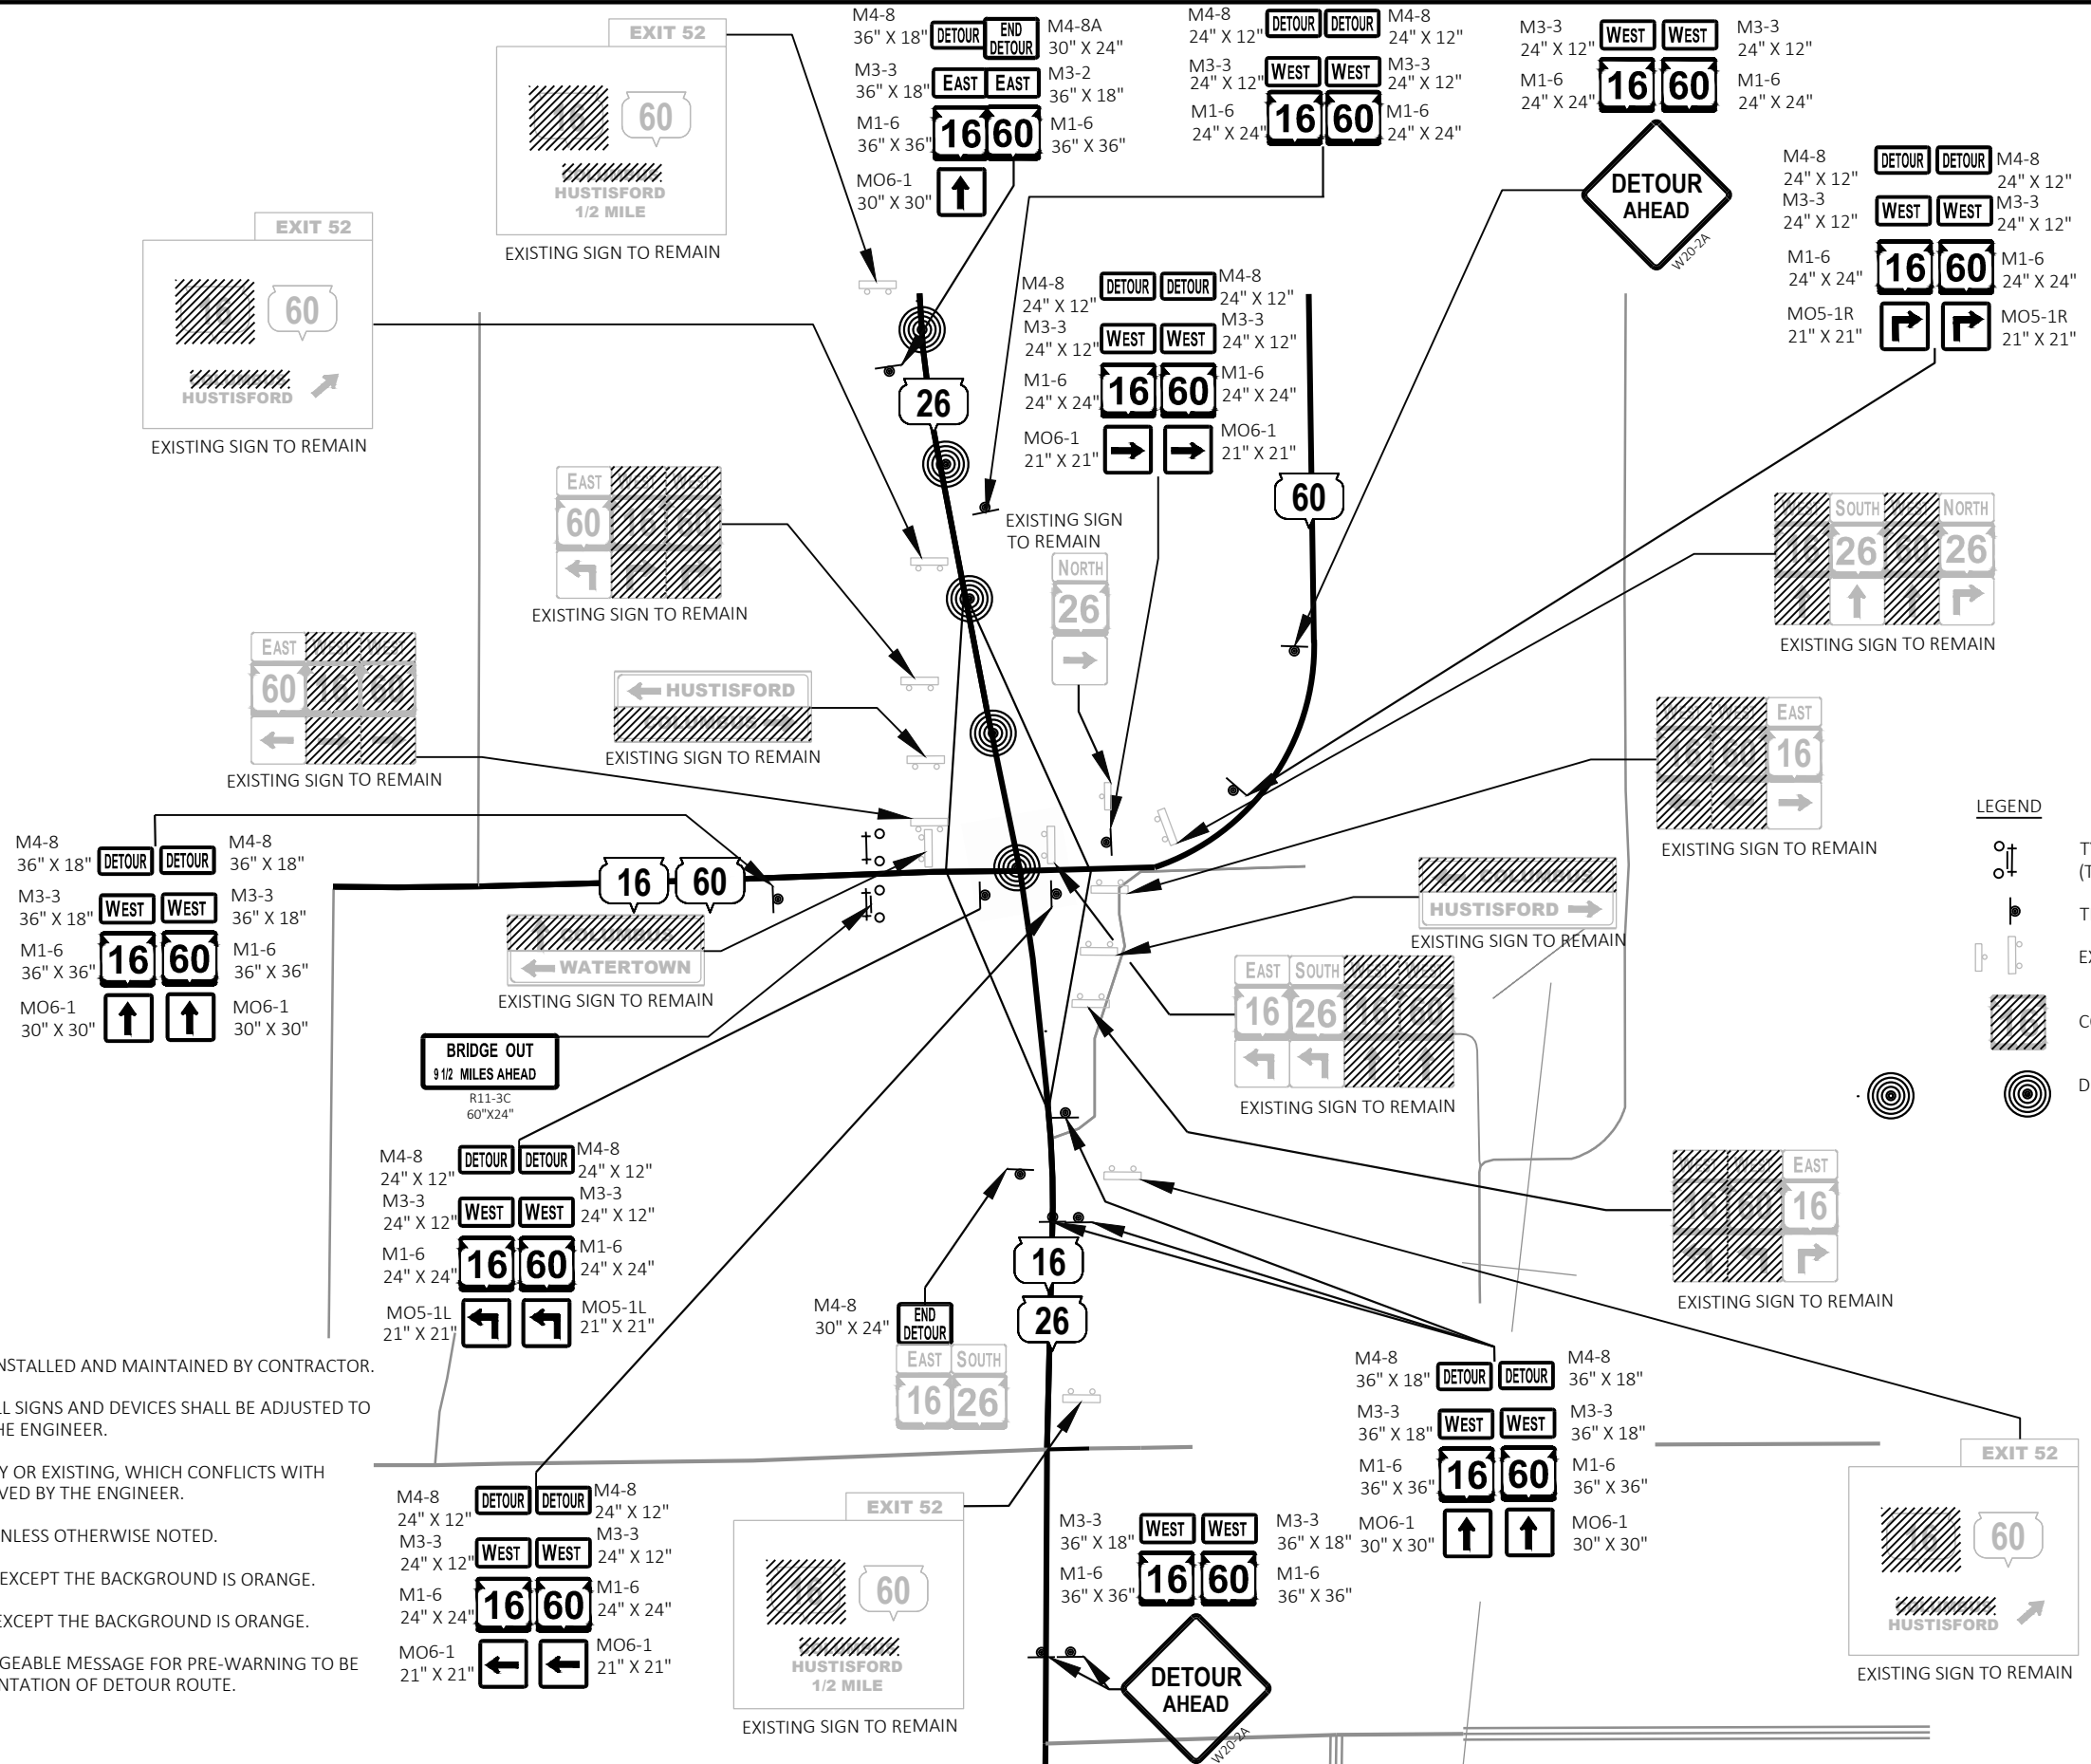 EXIT 52
60
HUSTISFORD
1/2 MILE
EXISTING SIGN TO REMAIN
M4-8
36" X 18"
DETOUR
END
DETOUR
M4-8A
30" X 24"
M3-3
36" X 18"
EAST
EAST
M3-2
36" X 18"
M1-6
36" X 36"
16
60
M1-6
36" X 36"
MO6-1
30" X 30"
M4-8
24" X 12"
DETOUR
DETOUR
M4-8
24" X 12"
M3-3
24" X 12"
WEST
WEST
M3-3
24" X 12"
M1-6
24" X 24"
16
60
M1-6
24" X 24"
M3-3
24" X 12"
WEST
WEST
M3-3
24" X 12"
M1-6
24" X 24"
16
60
M1-6
24" X 24"
DETOUR
AHEAD
W20-2A
M4-8
24" X 12"
DETOUR
DETOUR
M4-8
24" X 12"
M3-3
24" X 12"
WEST
WEST
M3-3
24" X 12"
M1-6
24" X 24"
16
60
M1-6
24" X 24"
MO5-1R
21" X 21"
MO5-1R
21" X 21"
EXIT 52
60
HUSTISFORD
EXISTING SIGN TO REMAIN
M4-8
24" X 12"
DETOUR
DETOUR
M4-8
24" X 12"
M3-3
24" X 12"
WEST
WEST
M3-3
24" X 12"
M1-6
24" X 24"
16
60
M1-6
24" X 24"
MO6-1
21" X 21"
MO6-1
21" X 21"
26
60
EAST
60
EXISTING SIGN TO REMAIN
EXISTING SIGN
TO REMAIN
NORTH
26
SOUTH
26
NORTH
26
EXISTING SIGN TO REMAIN
EAST
60
EXISTING SIGN TO REMAIN
HUSTISFORD
EXISTING SIGN TO REMAIN
EAST
16
EXISTING SIGN TO REMAIN
LEGEND
M4-8
36" X 18"
DETOUR
DETOUR
M4-8
36" X 18"
M3-3
36" X 18"
WEST
WEST
M3-3
36" X 18"
M1-6
36" X 36"
16
60
M1-6
36" X 36"
MO6-1
30" X 30"
MO6-1
30" X 30"
16
60
WATERTOWN
EXISTING SIGN TO REMAIN
HUSTISFORD
EXISTING SIGN TO REMAIN
EAST
SOUTH
16
26
EXISTING SIGN TO REMAIN
BRIDGE OUT
9 1/2 MILES AHEAD
R11-3C
60"X24"
M4-8
24" X 12"
DETOUR
DETOUR
M4-8
24" X 12"
M3-3
24" X 12"
WEST
WEST
M3-3
24" X 12"
M1-6
24" X 24"
16
60
M1-6
24" X 24"
MO5-1L
21" X 21"
MO5-1L
21" X 21"
EAST
16
EXISTING SIGN TO REMAIN
16
26
M4-8
30" X 24"
END
DETOUR
EAST
SOUTH
16
26
NSTALLED AND MAINTAINED BY CONTRACTOR.
LL SIGNS AND DEVICES SHALL BE ADJUSTED TO
HE ENGINEER.
Y OR EXISTING, WHICH CONFLICTS WITH
VED BY THE ENGINEER.
NLESS OTHERWISE NOTED.
EXCEPT THE BACKGROUND IS ORANGE.
EXCEPT THE BACKGROUND IS ORANGE.
GEABLE MESSAGE FOR PRE-WARNING TO BE
NTATION OF DETOUR ROUTE.
M4-8
24" X 12"
DETOUR
DETOUR
M4-8
24" X 12"
M3-3
24" X 12"
WEST
WEST
M3-3
24" X 12"
M1-6
24" X 24"
16
60
M1-6
24" X 24"
MO6-1
21" X 21"
MO6-1
21" X 21"
EXIT 52
60
HUSTISFORD
1/2 MILE
EXISTING SIGN TO REMAIN
M3-3
36" X 18"
WEST
WEST
M3-3
36" X 18"
M1-6
36" X 36"
16
60
M1-6
36" X 36"
DETOUR
AHEAD
W20-2A
M4-8
36" X 18"
DETOUR
DETOUR
M4-8
36" X 18"
M3-3
36" X 18"
WEST
WEST
M3-3
36" X 18"
M1-6
36" X 36"
16
60
M1-6
36" X 36"
MO6-1
30" X 30"
MO6-1
30" X 30"
EXIT 52
60
HUSTISFORD
EXISTING SIGN TO REMAIN